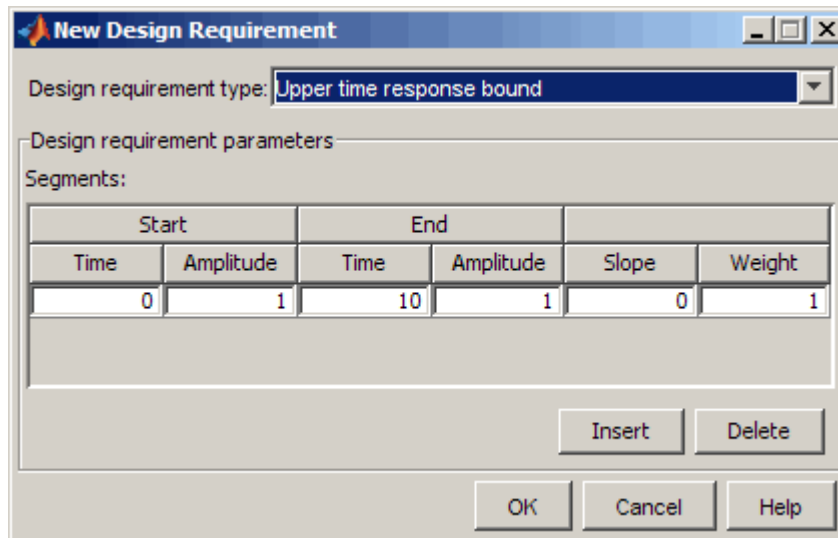 New Design Requirement
Design requirement type: Upper time response bound
Design requirement parameters
Segments:
Start End
Time Amplitude Time Amplitude Slope Weight
0 1 10 1 0 1
Insert Delete
OK Cancel Help